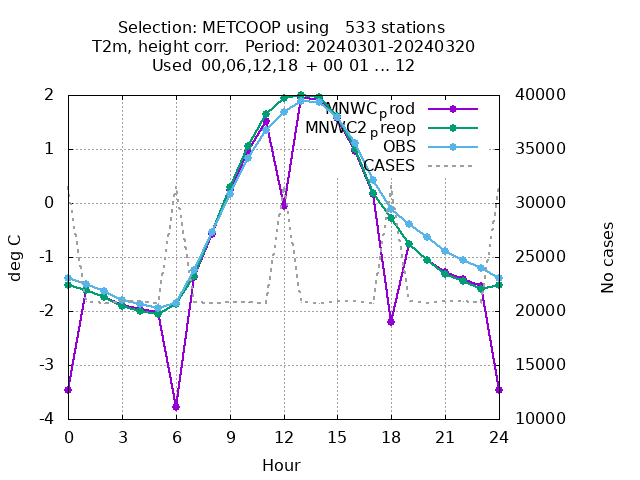 Selection: METCOOP using 533 stations
T2m, height corr. Period: 20240301-20240320
Used 00,06,12,18 + 00 01 ... 12
MNWC_prod
MNWC2_preop
OBS
CASES
2
1
0
-1
-2
-3
-4
40000
35000
30000
25000
20000
15000
10000
deg C
No cases
0 3 6 9 12 15 18 21 24
Hour